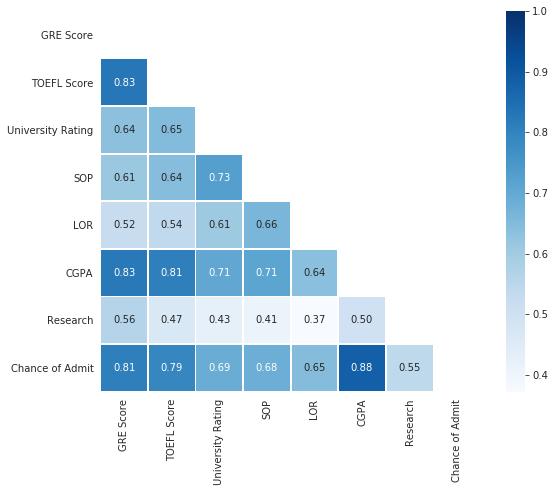 GRE Score
TOEFL Score 0.83
University Rating 0.64 0.65
SOP 0.61 0.64 0.73
LOR 0.52 0.54 0.61 0.66
CGPA 0.83 0.81 0.71 0.71 0.64
Research 0.56 0.47 0.43 0.41 0.37 0.50
Chance of Admit 0.81 0.79 0.69 0.68 0.65 0.88 0.55
GRE Score
TOEFL Score
University Rating
SOP
LOR
CGPA
Research
Chance of Admit
1.0
0.9
0.8
0.7
0.6
0.5
0.4